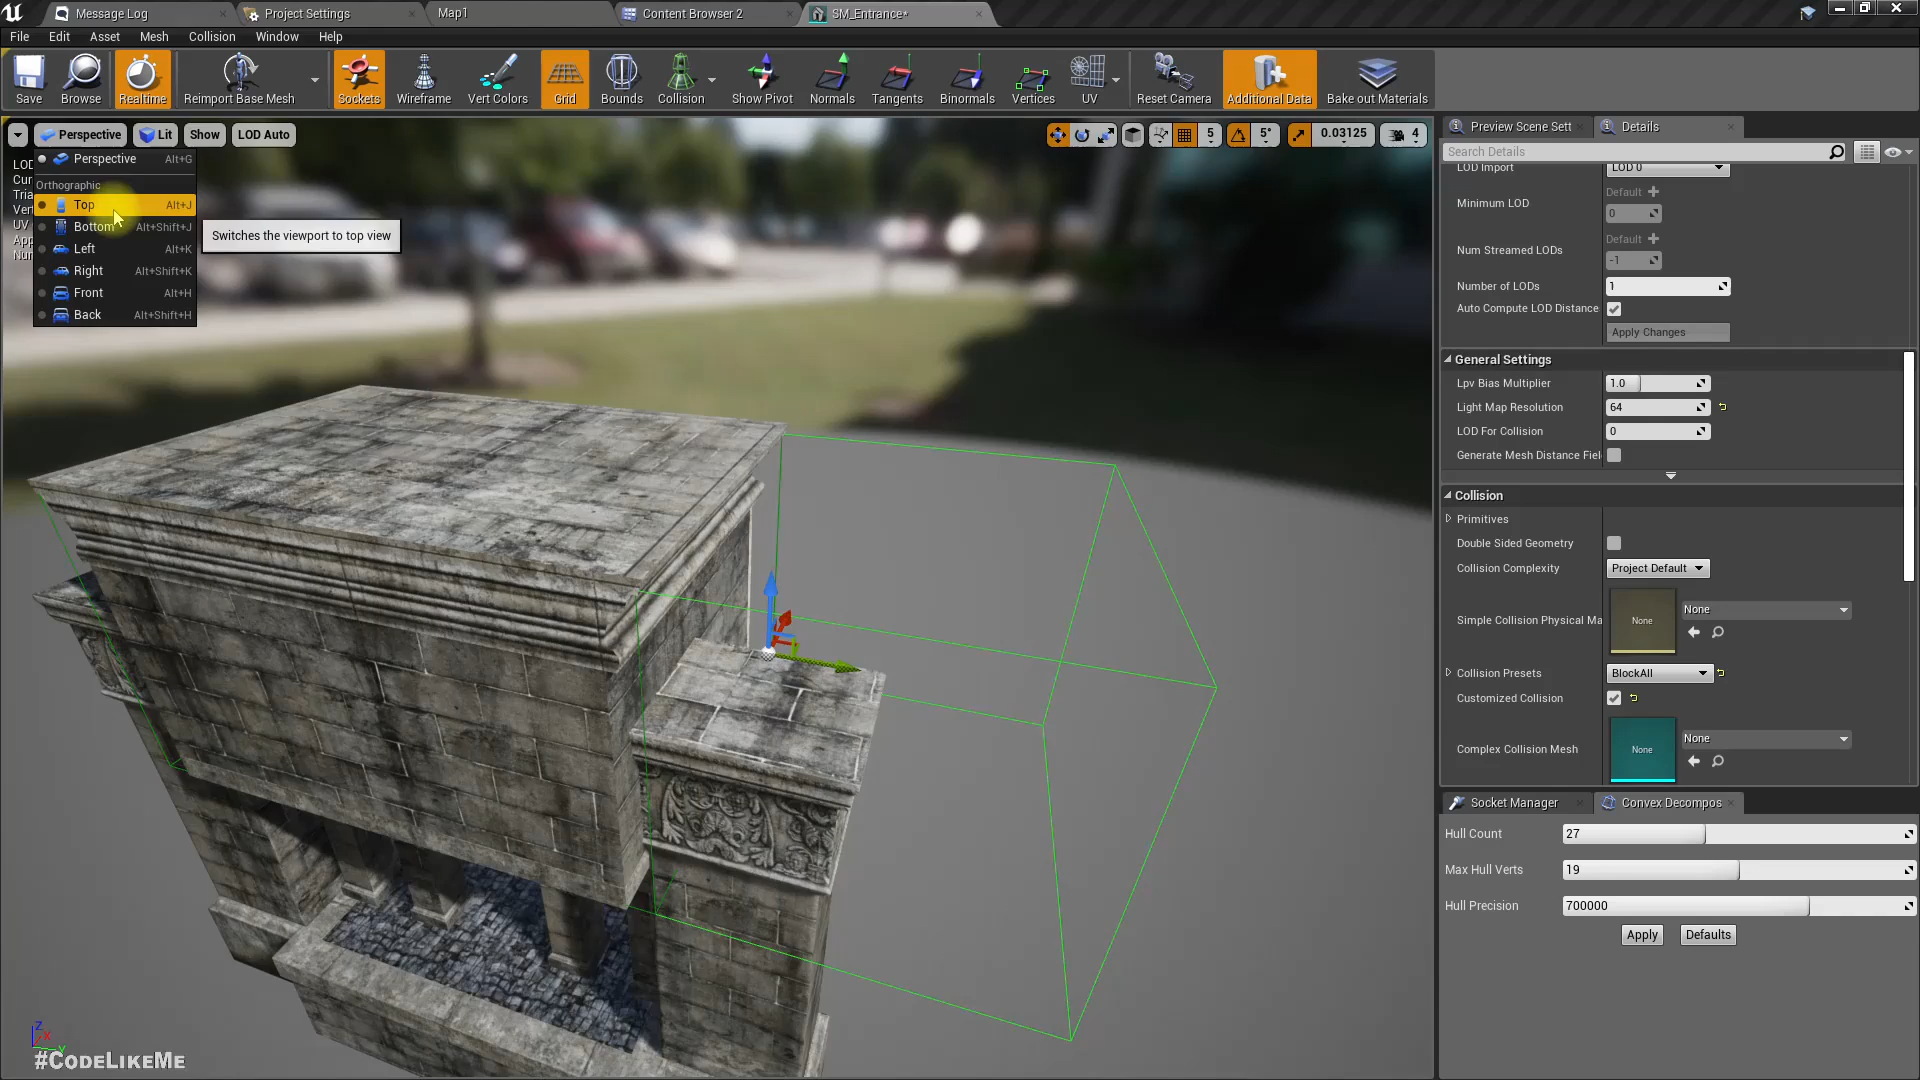 Message Log
Project Settings
Map1
Content Browser 2
SM_Entrance*
File
Edit
Asset
Mesh
Collision
Window
Help
Save
Browse
Realtime
Reimport Base Mesh
Sockets
Wireframe
Vert Colors
Grid
Bounds
Collision
Show Pivot
Normals
Tangents
Binormals
Vertices
UV
Reset Camera
Additional Data
Bake out Materials
Perspective
Lit
Show
LOD Auto
5
5°
0.03125
4
LOD
Cur
Tria
Vert
UV
App
Nun
Perspective Alt+G
Orthographic
Top Alt+J
Bottom Alt+Shift+J
Left Alt+K
Right Alt+Shift+K
Front Alt+H
Back Alt+Shift+H
Switches the viewport to top view
Z
X
Y
#CodeLikeMe
Preview Scene Sett
Details
Search Details
LOD Import
LOD 0
Default
Minimum LOD
0
Default
Num Streamed LODs
-1
Number of LODs
1
Auto Compute LOD Distance
Apply Changes
General Settings
Lpv Bias Multiplier
1.0
Light Map Resolution
64
LOD For Collision
0
Generate Mesh Distance Fiel
Collision
Primitives
Double Sided Geometry
Collision Complexity
Project Default
Simple Collision Physical Ma
None
None
Collision Presets
BlockAll
Customized Collision
Complex Collision Mesh
None
None
Socket Manager
Convex Decompos
Hull Count
27
Max Hull Verts
19
Hull Precision
700000
Apply
Defaults